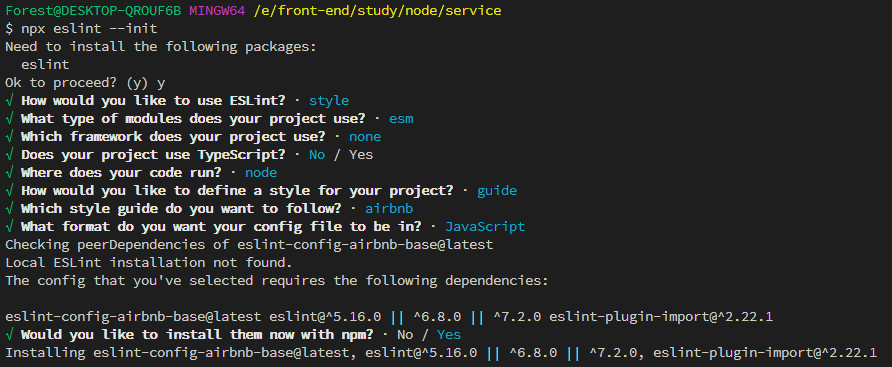 Forest@DESKTOP-QROUF6B MINGW64 /e/front-end/study/node/service
$ npx eslint --init
Need to install the following packages:
  eslint
Ok to proceed? (y) y
√ How would you like to use ESLint? · style
√ What type of modules does your project use? · esm
√ Which framework does your project use? · none
√ Does your project use TypeScript? · No / Yes
√ Where does your code run? · node
√ How would you like to define a style for your project? · guide
√ Which style guide do you want to follow? · airbnb
√ What format do you want your config file to be in? · JavaScript
Checking peerDependencies of eslint-config-airbnb-base@latest
Local ESLint installation not found.
The config that you've selected requires the following dependencies:

eslint-config-airbnb-base@latest eslint@^5.16.0 || ^6.8.0 || ^7.2.0 eslint-plugin-import@^2.22.1
√ Would you like to install them now with npm? · No / Yes
Installing eslint-config-airbnb-base@latest, eslint@^5.16.0 || ^6.8.0 || ^7.2.0, eslint-plugin-import@^2.22.1